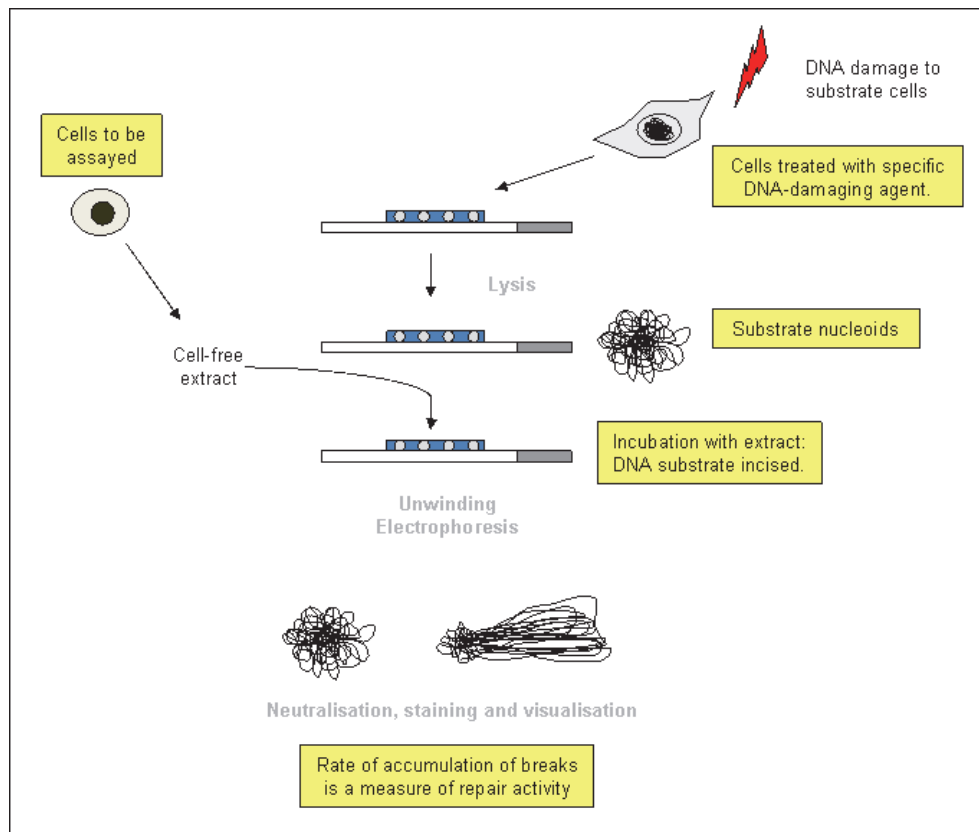 DNA damage to
substrate cells
Cells to be
assayed
Cells treated with specific
DNA-damaging agent.
Lysis
Substrate nucleoids
Cell-free
extract
Incubation with extract:
DNA substrate incised.
Unwinding
Electrophoresis
Neutralisation, staining and visualisation
Rate of accumulation of breaks
is a measure of repair activity